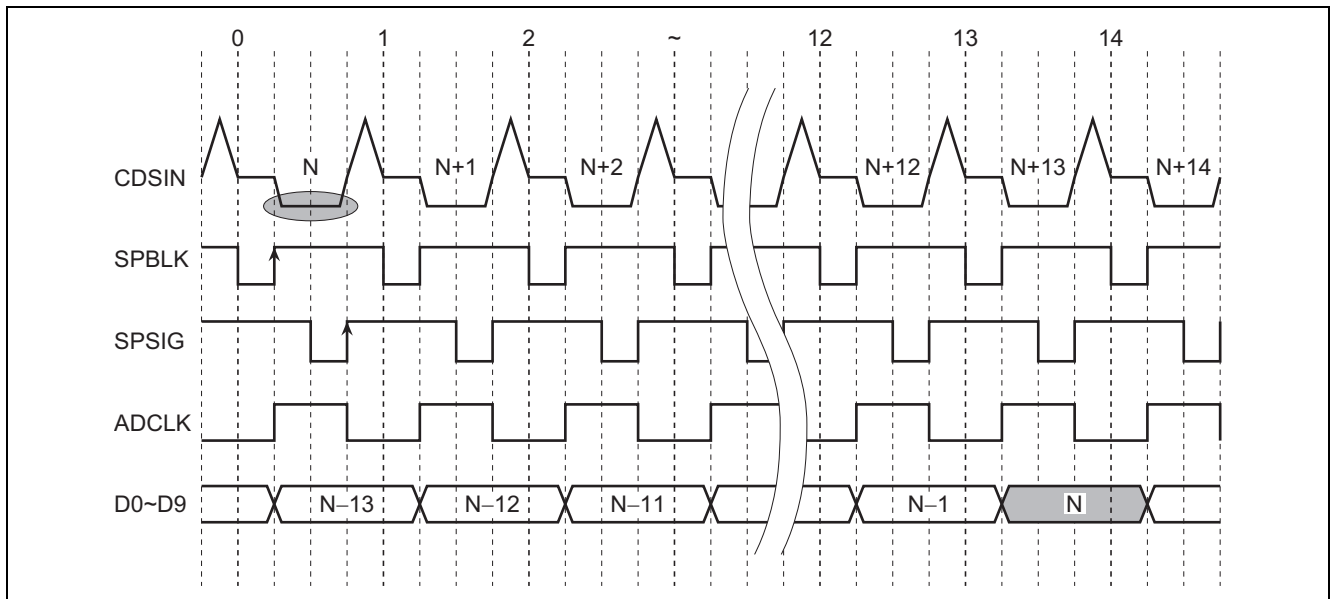 0 1 2 ~ 12 13 14
CDSIN N N+1 N+2 N+12 N+13 N+14
SPBLK
SPSIG
ADCLK
D0~D9 N–13 N–12 N–11 N–1 N